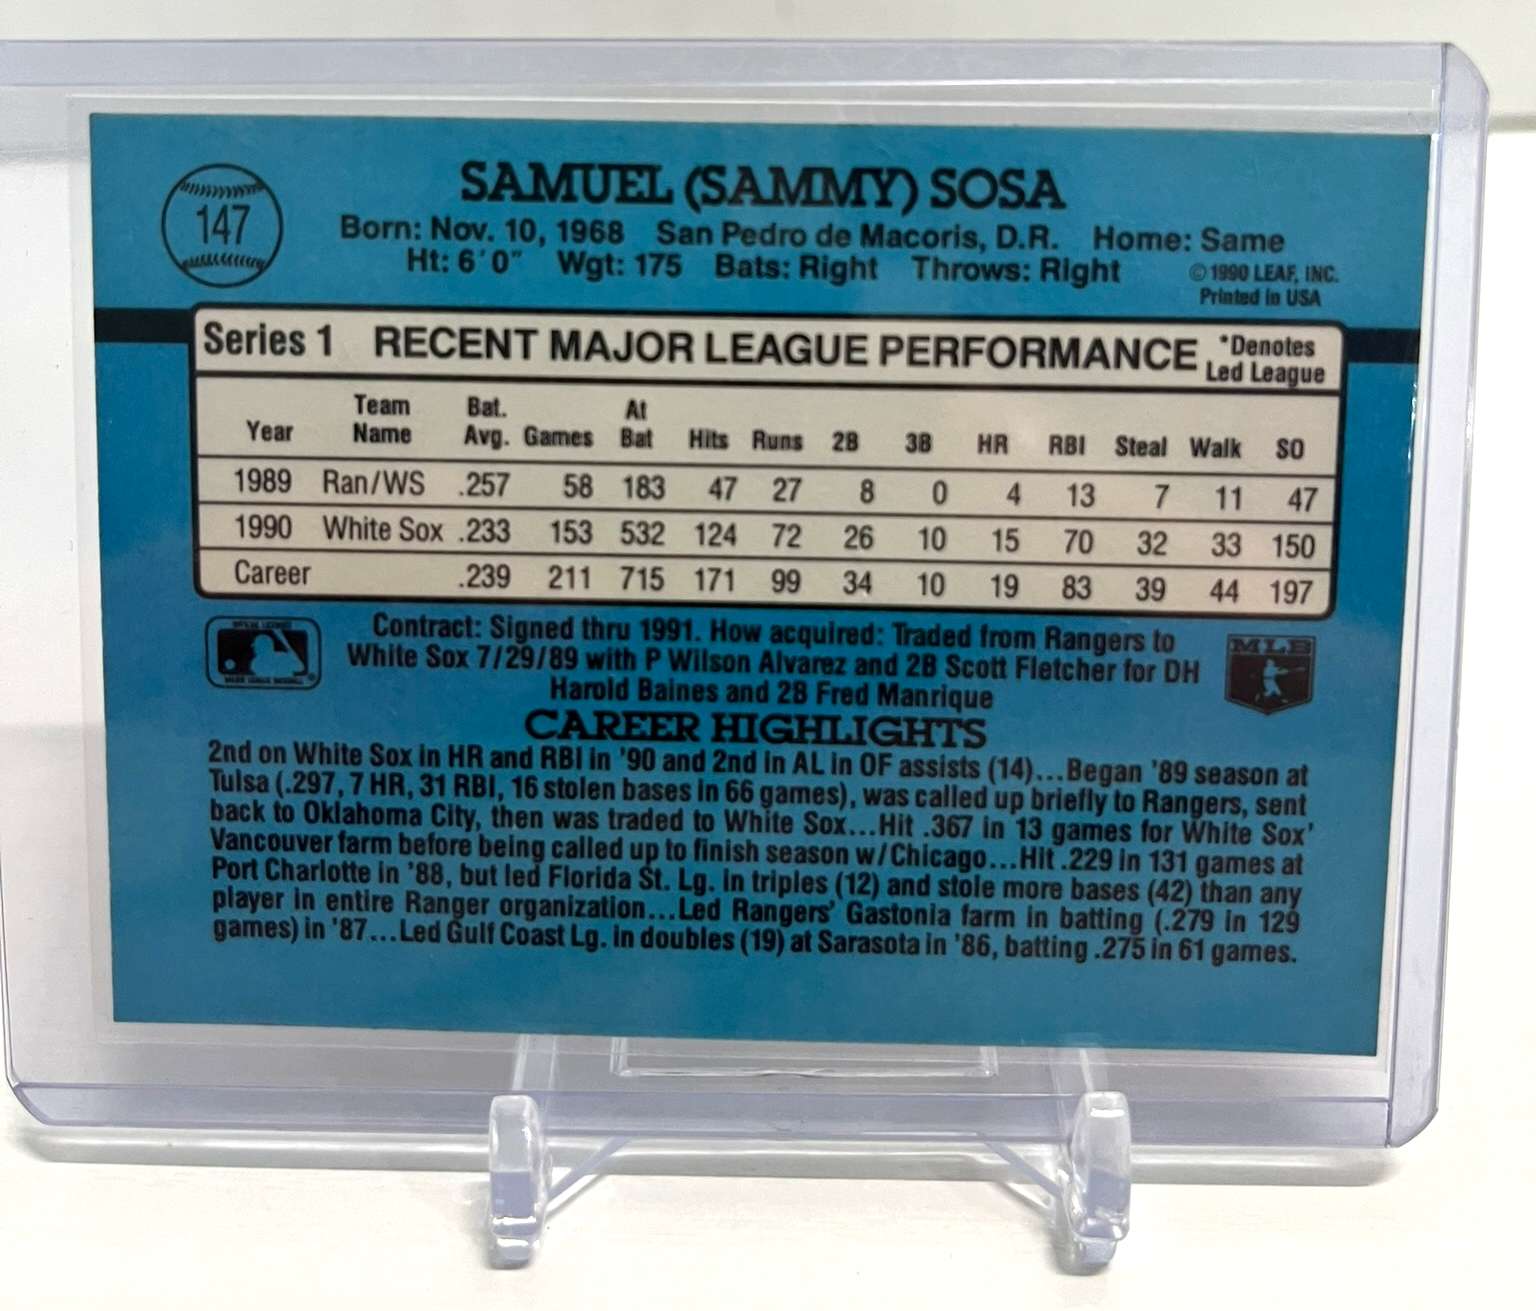 147
SAMUEL (SAMMY) SOSA
Born: Nov. 10, 1968 San Pedro de Macoris, D.R. Home: Same
Ht: 6'0" Wgt: 175 Bats: Right Throws: Right
©1990 LEAF, INC.
Printed in USA
Series 1 RECENT MAJOR LEAGUE PERFORMANCE *Denotes Led League
Year Team Name Bat. Avg. Games At Bat Hits Runs 2B 3B HR RBI Steal Walk SO
1989 Ran/WS .257 58 183 47 27 8 0 4 13 7 11 47
1990 White Sox .233 153 532 124 72 26 10 15 70 32 33 150
Career .239 211 715 171 99 34 10 19 83 39 44 197
Contract: Signed thru 1991. How acquired: Traded from Rangers to
White Sox 7/29/89 with P Wilson Alvarez and 2B Scott Fletcher for DH
Harold Baines and 2B Fred Manrique
MLB
CAREER HIGHLIGHTS
2nd on White Sox in HR and RBI in '90 and 2nd in AL in OF assists (14)...Began '89 season at
Tulsa (.297, 7 HR, 31 RBI, 16 stolen bases in 66 games), was called up briefly to Rangers, sent
back to Oklahoma City, then was traded to White Sox...Hit .367 in 13 games for White Sox'
Vancouver farm before being called up to finish season w/Chicago...Hit .229 in 131 games at
Port Charlotte in '88, but led Florida St. Lg. in triples (12) and stole more bases (42) than any
player in entire Ranger organization...Led Rangers' Gastonia farm in batting (.279 in 129
games) in '87...Led Gulf Coast Lg. in doubles (19) at Sarasota in '86, batting .275 in 61 games.